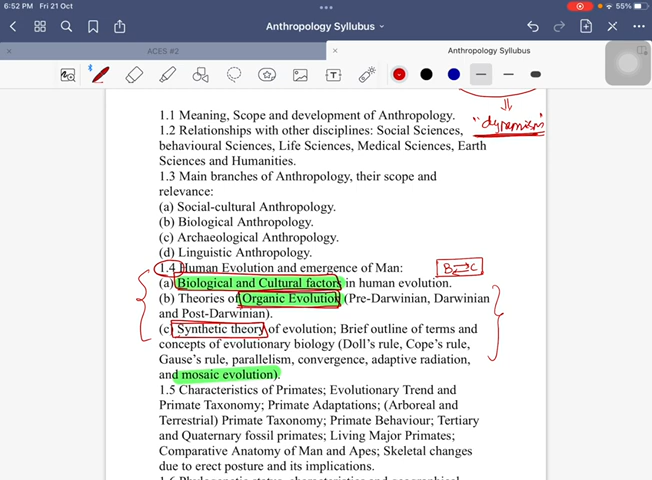 6:52 PM Fri 21 Oct
55%
Anthropology Syllabus
ACES #2
Anthropology Syllabus
1.1 Meaning, Scope and development of Anthropology.
"dynamism"
1.2 Relationships with other disciplines: Social Sciences,
behavioural Sciences, Life Sciences, Medical Sciences, Earth
Sciences and Humanities.
1.3 Main branches of Anthropology, their scope and
relevance:
(a) Social-cultural Anthropology.
(b) Biological Anthropology.
(c) Archaeological Anthropology.
(d) Linguistic Anthropology.
1.4 Human Evolution and emergence of Man:
B⇄C
(a) Biological and Cultural factors in human evolution.
(b) Theories of Organic Evolution (Pre-Darwinian, Darwinian
and Post-Darwinian).
(c) Synthetic theory of evolution; Brief outline of terms and
concepts of evolutionary biology (Doll's rule, Cope's rule,
Gause's rule, parallelism, convergence, adaptive radiation,
and mosaic evolution).
1.5 Characteristics of Primates; Evolutionary Trend and
Primate Taxonomy; Primate Adaptations; (Arboreal and
Terrestrial) Primate Taxonomy; Primate Behaviour; Tertiary
and Quaternary fossil primates; Living Major Primates;
Comparative Anatomy of Man and Apes; Skeletal changes
due to erect posture and its implications.
1.6 Phylogenetic status, characteristics and geographical